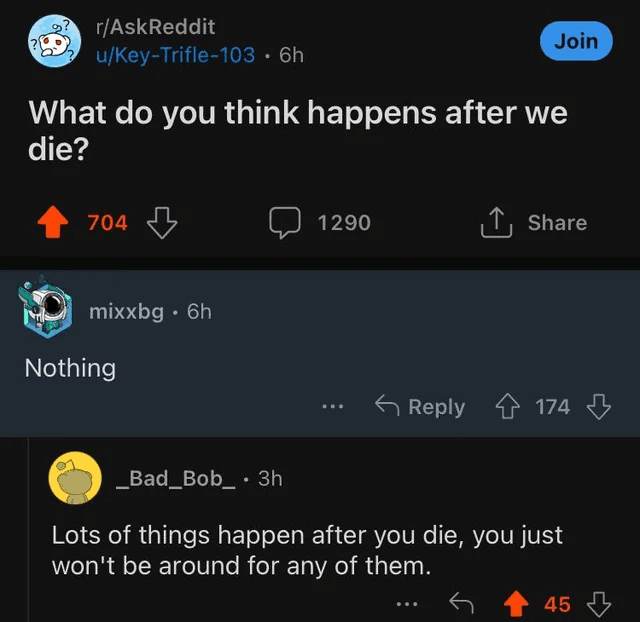 r/AskReddit
u/Key-Trifle-103 • 6h
Join
What do you think happens after we
die?
704
1290
Share
mixxbg • 6h
Nothing
... Reply 174
_Bad_Bob_ • 3h
Lots of things happen after you die, you just
won't be around for any of them.
... 45